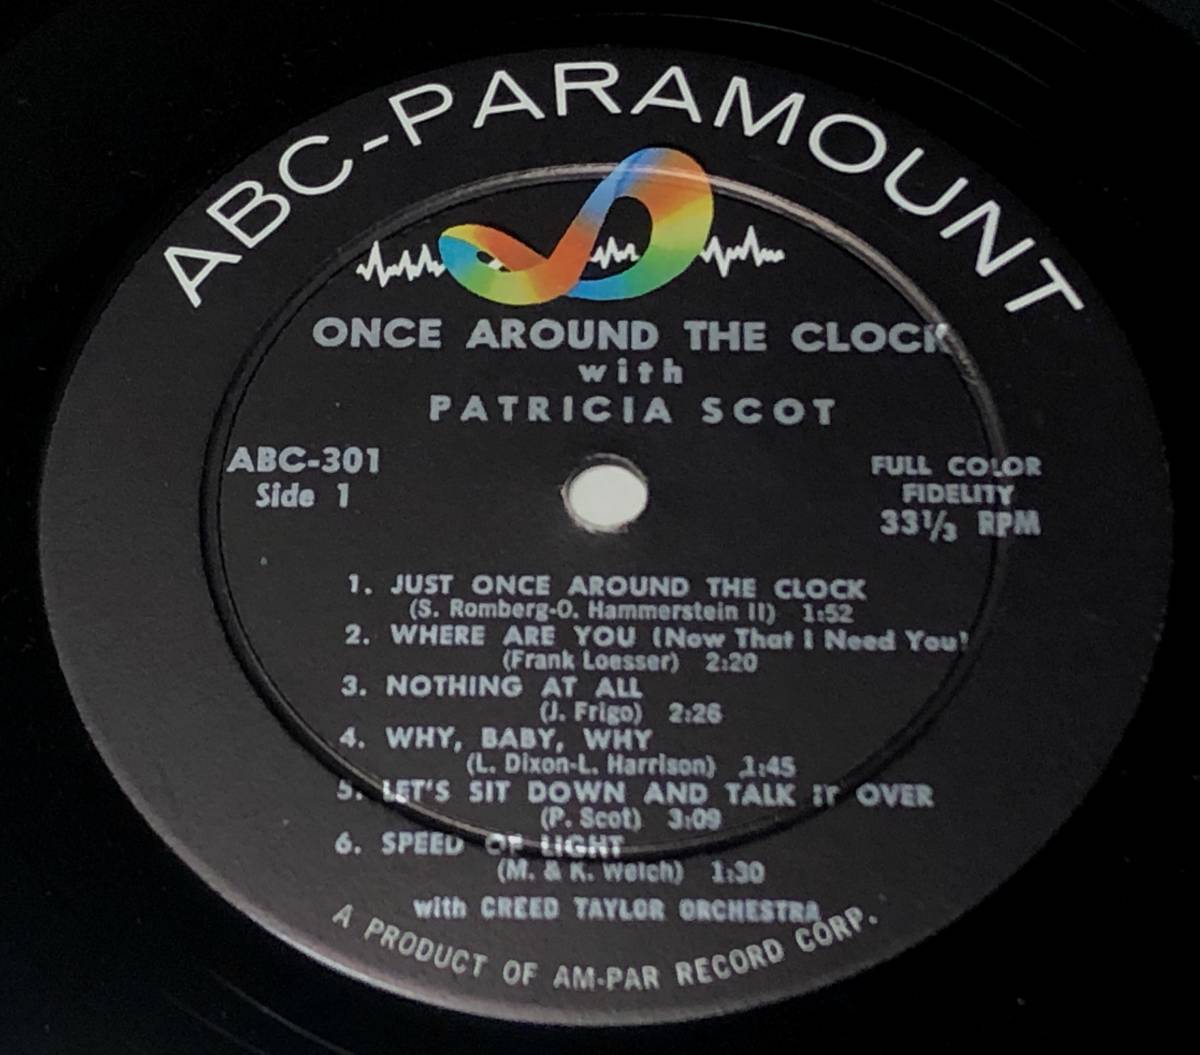 ABC-PARAMOUNT
ONCE AROUND THE CLOCK
with
PATRICIA SCOT
ABC-301
Side 1
FULL COLOR
FIDELITY
33⅓ RPM
1. JUST ONCE AROUND THE CLOCK
(S. Romberg-O. Hammerstein II) 1:52
2. WHERE ARE YOU (Now That I Need You)
(Frank Loesser) 2:20
3. NOTHING AT ALL
(J. Frigo) 2:26
4. WHY, BABY, WHY
(L. Dixon-L. Harrison) 1:45
5. LET'S SIT DOWN AND TALK IT OVER
(P. Scot) 3:09
6. SPEED OF LIGHT
(M. & K. Welch) 1:30
with CREED TAYLOR ORCHESTRA
A PRODUCT OF AM-PAR RECORD CORP.